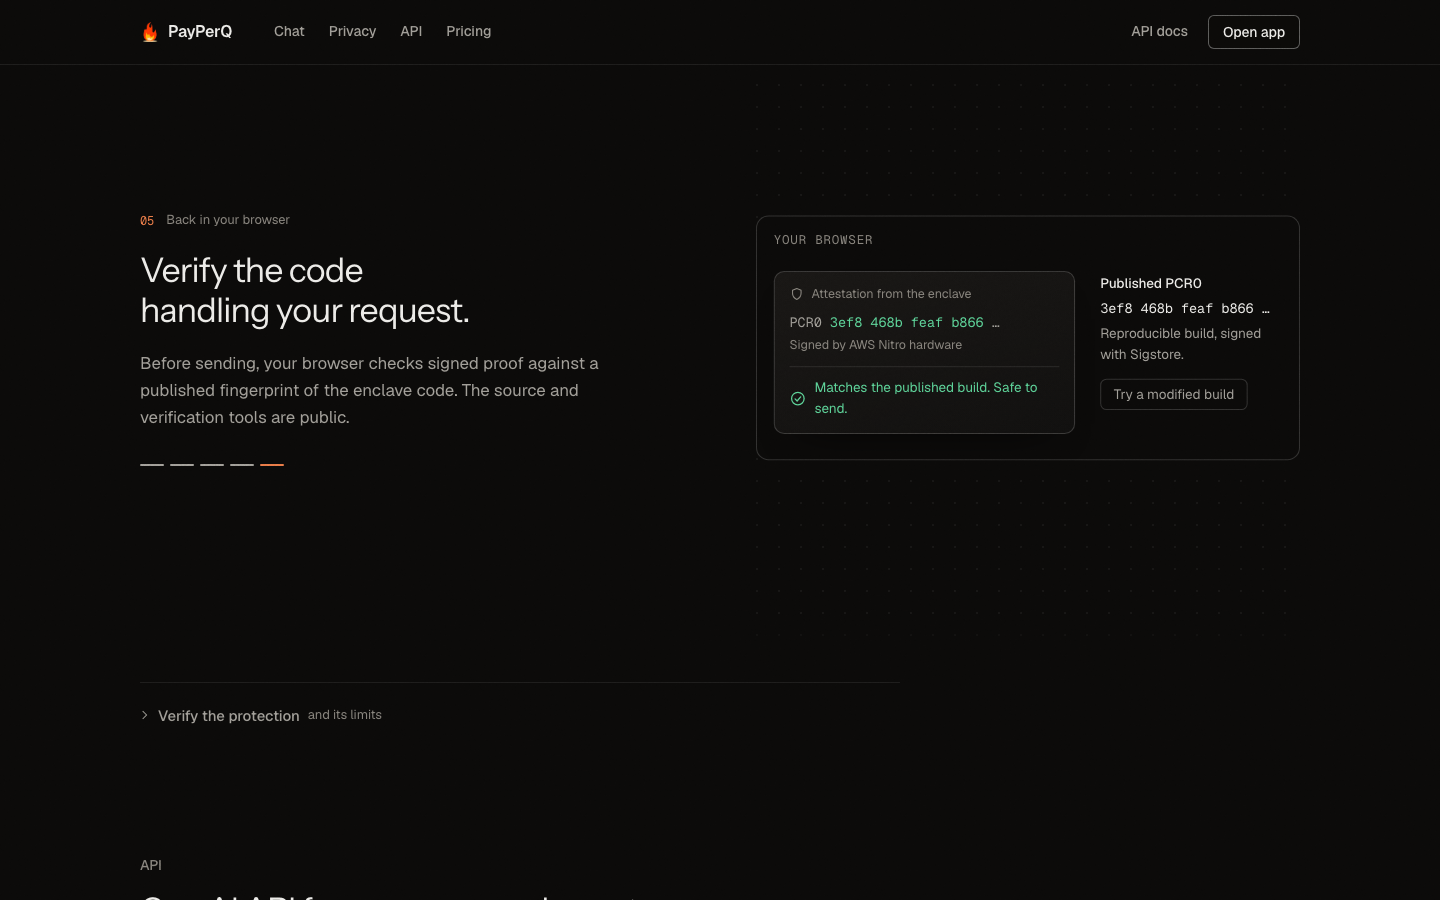 PayPerQ
Chat
Privacy
API
Pricing
API docs
Open app
05 Back in your browser
Verify the code
handling your request.
Before sending, your browser checks signed proof against a
published fingerprint of the enclave code. The source and
verification tools are public.
YOUR BROWSER
Attestation from the enclave
PCR0 3ef8 468b feaf b866 …
Signed by AWS Nitro hardware
Matches the published build. Safe to
send.
Published PCR0
3ef8 468b feaf b866 …
Reproducible build, signed
with Sigstore.
Try a modified build
Verify the protection and its limits
API